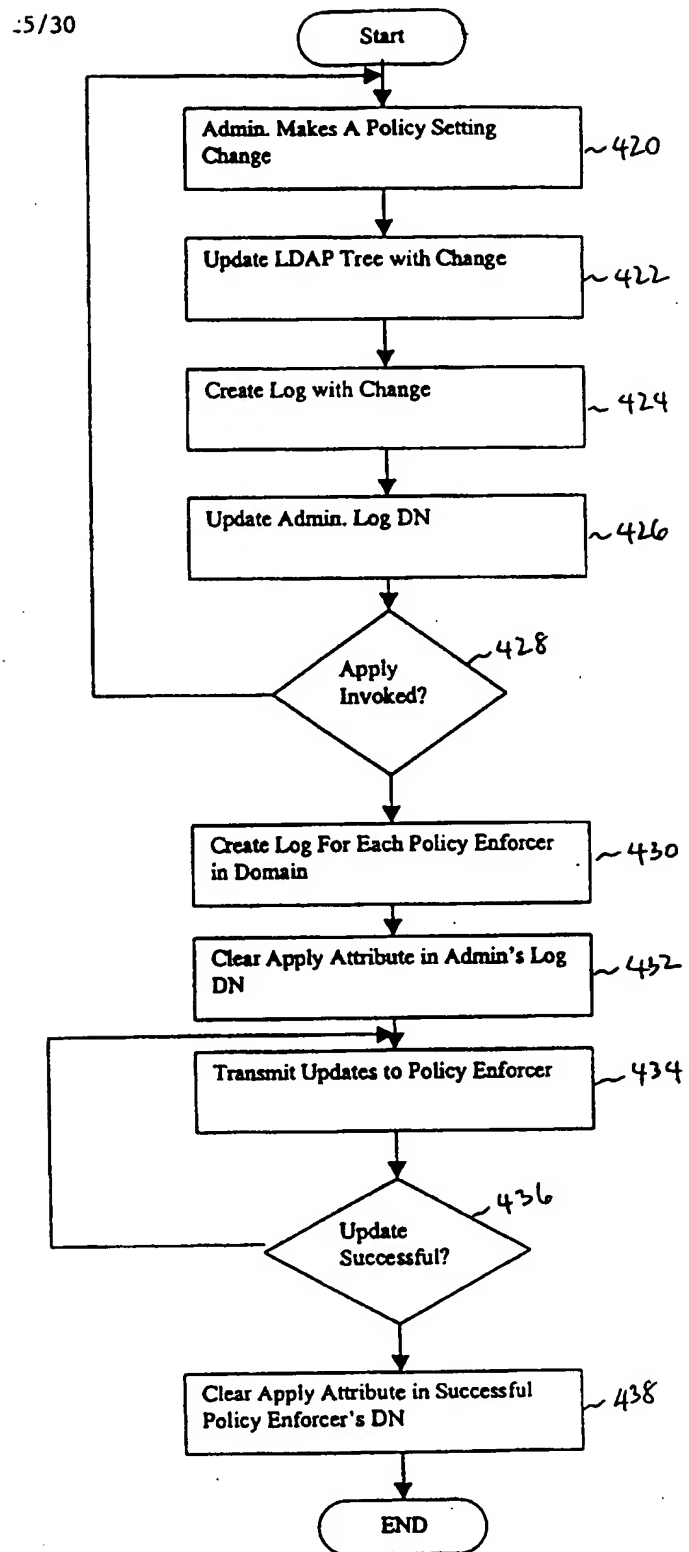 5/30
Start
Admin. Makes A Policy Setting
Change
420
Update LDAP Tree with Change
422
Create Log with Change
424
Update Admin. Log DN
426
428
Apply
Invoked?
Create Log For Each Policy Enforcer
in Domain
430
Clear Apply Attribute in Admin's Log
DN
432
Transmit Updates to Policy Enforcer
434
436
Update
Successful?
Clear Apply Attribute in Successful
Policy Enforcer's DN
438
END